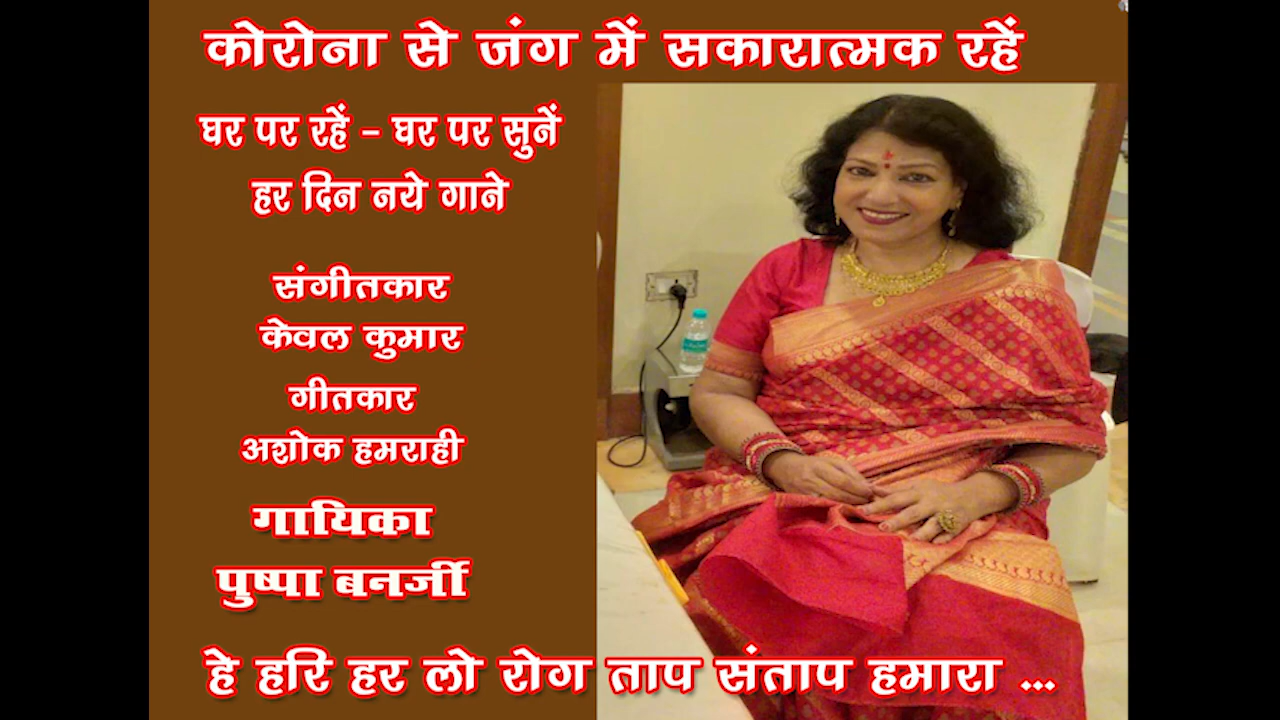 कोरोना से जंग में सकारात्मक रहें
घर पर रहें - घर पर सुनें
हर दिन नये गाने
संगीतकार
केवल कुमार
गीतकार
अशोक हमराही
गायिका
पुष्पा बनर्जी
हे हरि हर लो रोग ताप संताप हमारा ...